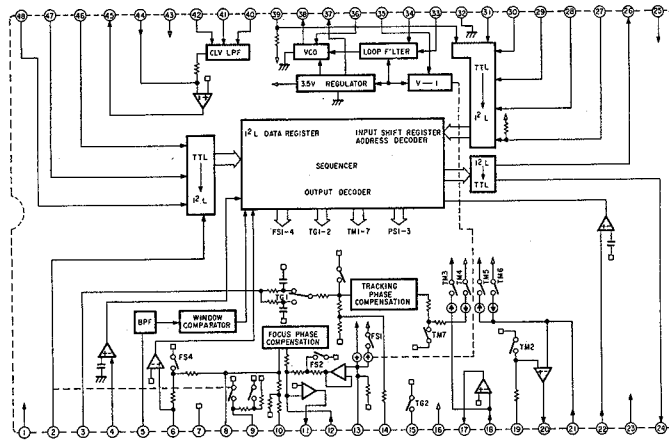 48 47 46 45 44 43 42 41 40 39 38 37 36 35 34 33 32 31 30 29 28 27 26 25
CLV LPF
VCO
LOOP FILTER
3.5V REGULATOR
V—I
TTL
I²L
I²L DATA REGISTER
INPUT SHIFT REGISTER
ADDRESS DECODER
SEQUENCER
OUTPUT DECODER
TTL
I²L
I²L
TTL
FS1-4
TG1-2
TM1-7
PS1-3
TG1
TRACKING
PHASE
COMPENSATION
TM3
TM4
TM5
TM6
BPF
WINDOW
COMPARATOR
FOCUS PHASE
COMPENSATION
FS1
TM7
TM2
FS4
FS2
TG2
1 2 3 4 5 6 7 8 9 10 11 12 13 14 15 16 17 18 19 20 21 22 23 24